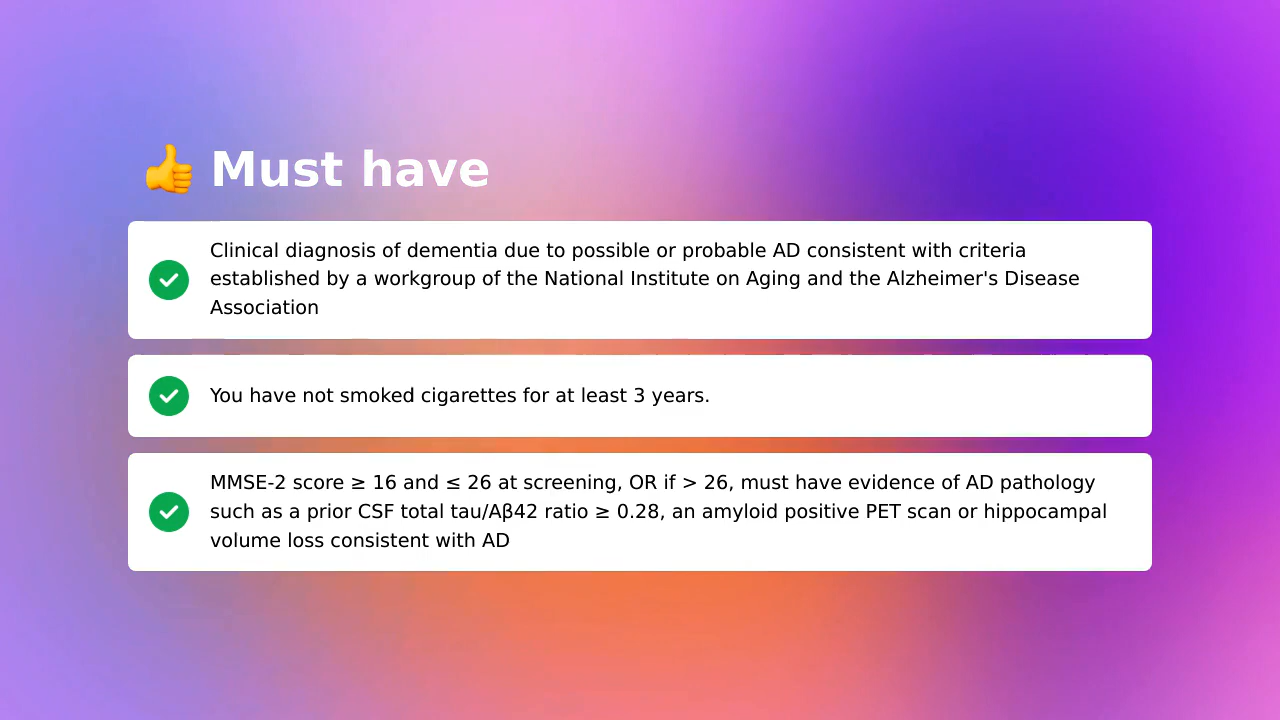 👍 Must have
Clinical diagnosis of dementia due to possible or probable AD consistent with criteria
established by a workgroup of the National Institute on Aging and the Alzheimer's Disease
Association
You have not smoked cigarettes for at least 3 years.
MMSE-2 score ≥ 16 and ≤ 26 at screening, OR if > 26, must have evidence of AD pathology
such as a prior CSF total tau/Aβ42 ratio ≥ 0.28, an amyloid positive PET scan or hippocampal
volume loss consistent with AD